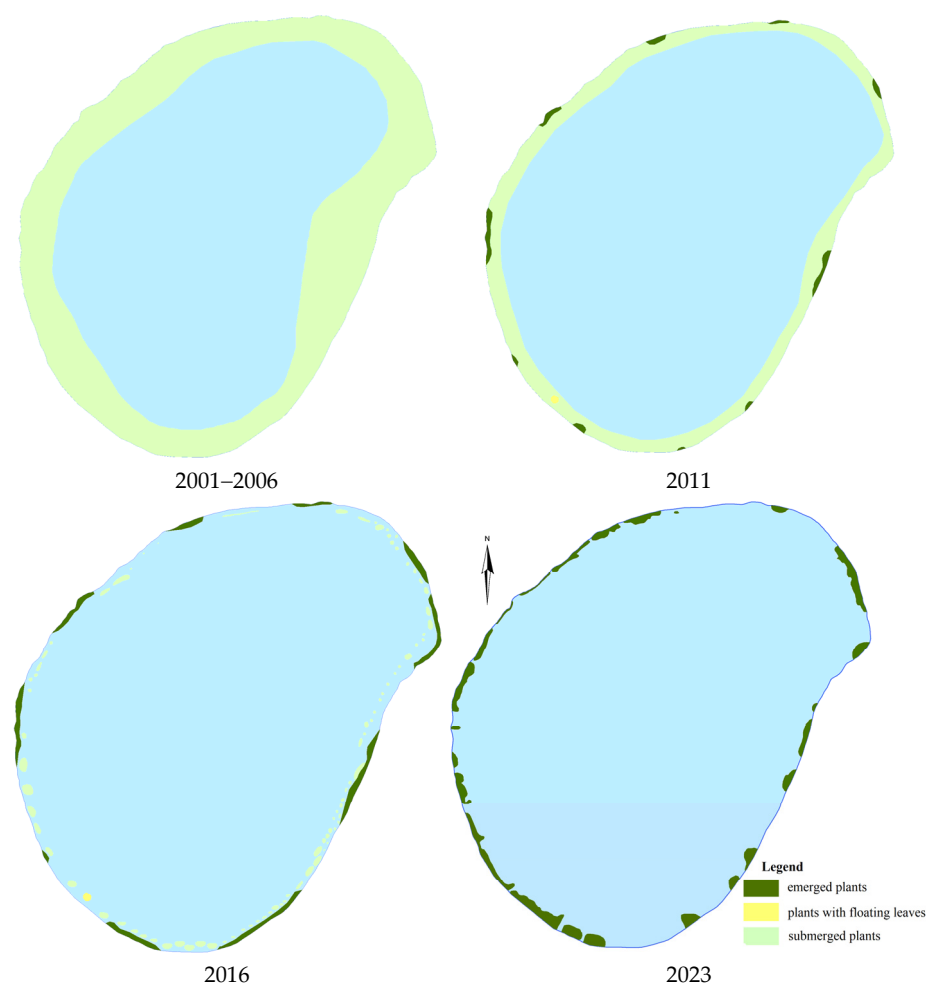 2001–2006
2011
N
Legend
emerged plants
plants with floating leaves
submerged plants
2016
2023